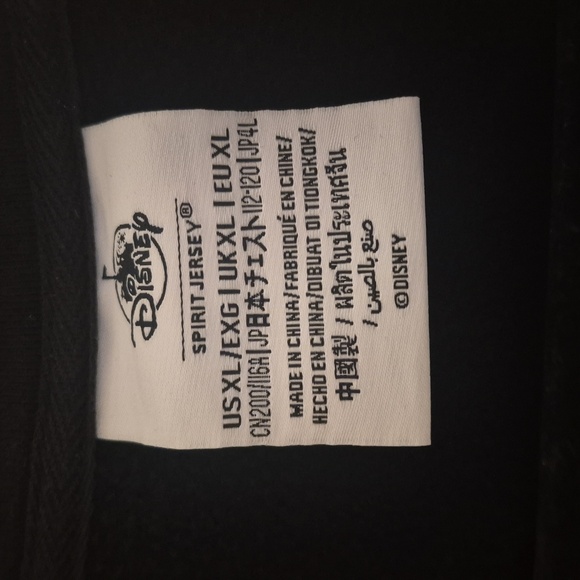 DISNEY
SPIRIT JERSEY®
US XL/EXG | UK XL | EU XL
CN200/116A | JP日本チェスト112-120 | JP4L
MADE IN CHINA/FABRIQUÉ EN CHINE/
HECHO EN CHINA/DIBUAT DI TIONGKOK/
中國製 / ผลิตในประเทศจีน
/ صنع بالصين
©DISNEY